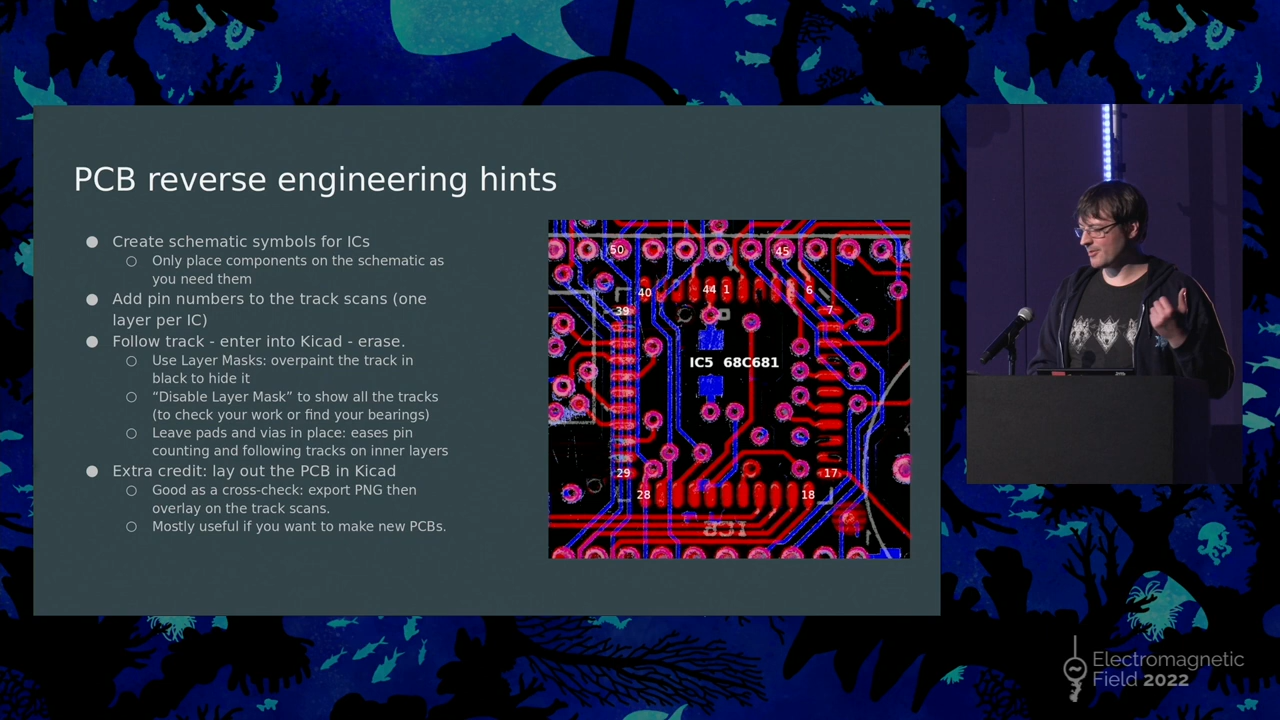 PCB reverse engineering hints
● Create schematic symbols for ICs
○ Only place components on the schematic as
you need them
● Add pin numbers to the track scans (one
layer per IC)
● Follow track - enter into Kicad - erase.
○ Use Layer Masks: overpaint the track in
black to hide it
○ “Disable Layer Mask” to show all the tracks
(to check your work or find your bearings)
○ Leave pads and vias in place: eases pin
counting and following tracks on inner layers
● Extra credit: lay out the PCB in Kicad
○ Good as a cross-check: export PNG then
overlay on the track scans.
○ Mostly useful if you want to make new PCBs.
50 45
40 44 1 6
39 7
IC5 68C681
29 17
28 18
IC8
Electromagnetic
Field 2022